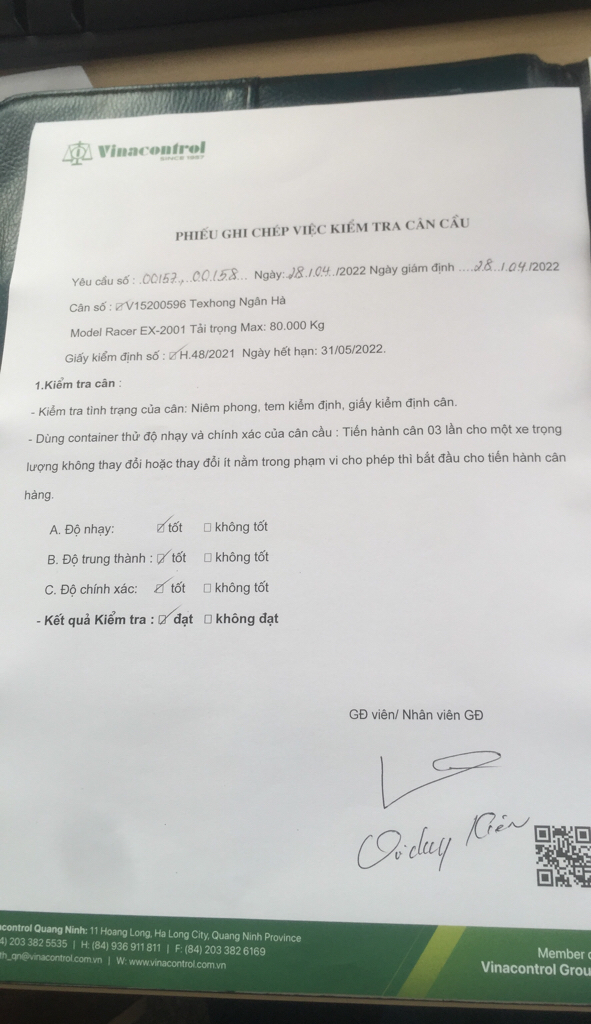 Vinacontrol
SINCE 1957
PHIẾU GHI CHÉP VIỆC KIỂM TRA CÂN CẦU
Yêu cầu số : .00157....00158... Ngày:.28./.04../2022 Ngày giám định ....28../.04./2022
Cân số : ☑V15200596 Texhong Ngân Hà
Model Racer EX-2001 Tải trọng Max: 80.000 Kg
Giấy kiểm định số : ☑H.48/2021 Ngày hết hạn: 31/05/2022.
1.Kiểm tra cân :
- Kiểm tra tình trạng của cân: Niêm phong, tem kiểm định, giấy kiểm định cân.
- Dùng container thử độ nhạy và chính xác của cân cầu : Tiến hành cân 03 lần cho một xe trọng
lượng không thay đổi hoặc thay đổi ít nằm trong phạm vi cho phép thì bắt đầu cho tiến hành cân
hàng.
A. Độ nhạy: ☑ tốt ☐ không tốt
B. Độ trung thành : ☑ tốt ☐ không tốt
C. Độ chính xác: ☑ tốt ☐ không tốt
- Kết quả Kiểm tra : ☑ đạt ☐ không đạt
GĐ viên/ Nhân viên GĐ
Vi duy Kiên
acontrol Quang Ninh: 11 Hoang Long, Ha Long City, Quang Ninh Province
4) 203 382 5535 | H: (84) 936 911 811 | F: (84) 203 382 6169
th_qn@vinacontrol.com.vn | W: www.vinacontrol.com.vn
Member
Vinacontrol Grou